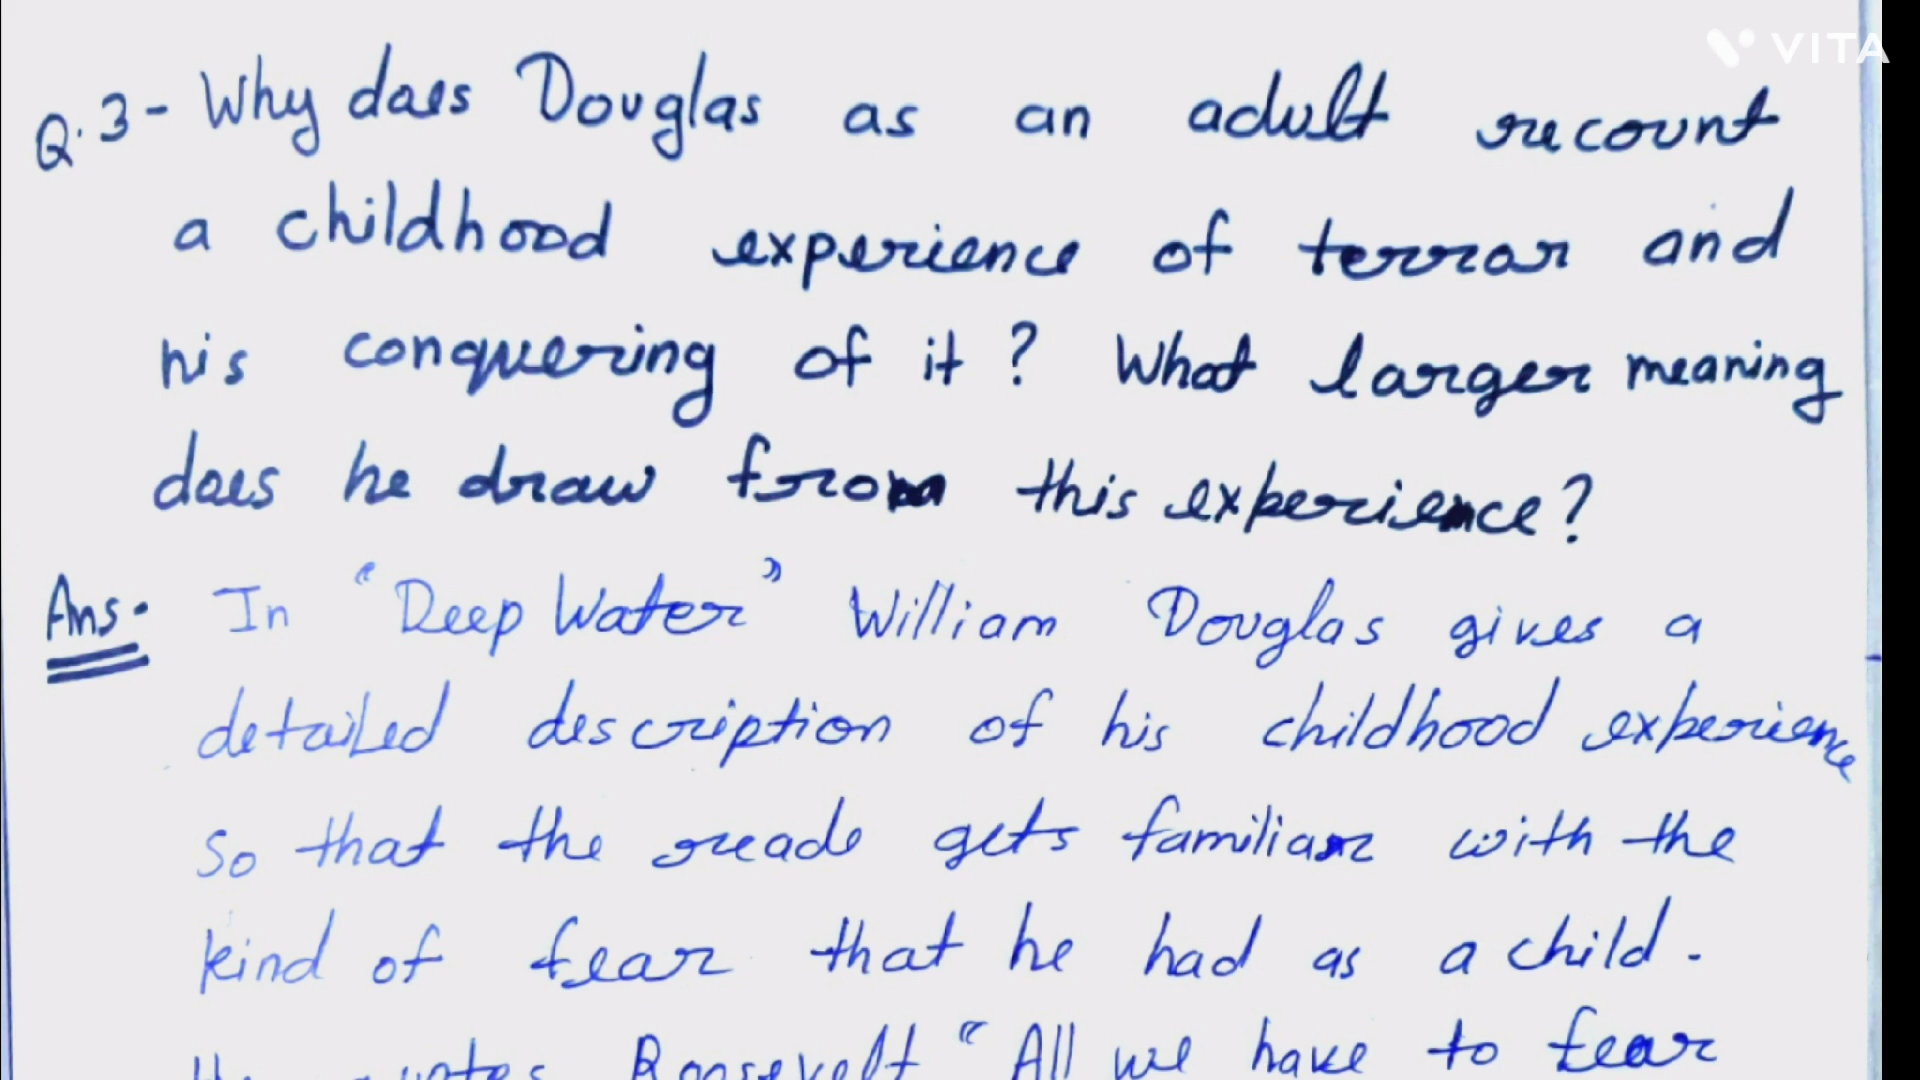 VITA
Q.3- Why does Douglas as an adult recount
a childhood experience of terror and
his conquering of it? What larger meaning
does he draw from this experience?
Ans. In "Deep Water" William Douglas gives a
detailed description of his childhood experience
so that the reade gets familiar with the
kind of fear that he had as a child.
Roosevelt "All we have to fear